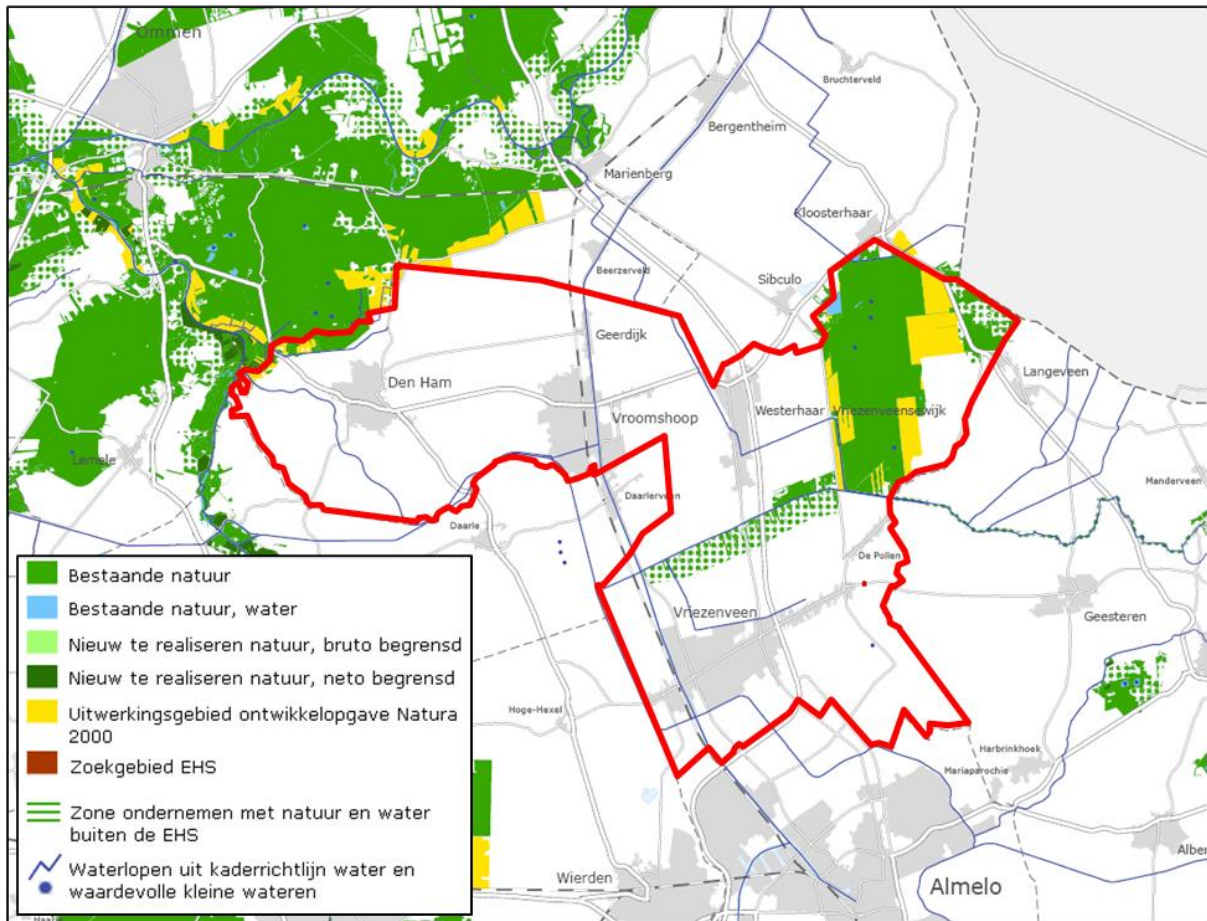 Ommen
Bruchterveld
Bergentheim
Marienberg
Kloosterhaar
Beerzerveld
Sibculo
Geerdijk
Langeveen
Den Ham
Westerhaar
Vriezenveensewijk
Vroomshoop
Lemele
Daarlerveen
Manderveen
Daarle
De Pollen
Vriezenveen
Geesteren
Hoge-Hexel
Harbrinkhoek
Mariaparochie
Wierden
Almelo
Bestaande natuur
Bestaande natuur, water
Nieuw te realiseren natuur, bruto begrensd
Nieuw te realiseren natuur, neto begrensd
Uitwerkingsgebied ontwikkelopgave Natura
2000
Zoekgebied EHS
Zone ondernemen met natuur en water
buiten de EHS
Waterlopen uit kaderrichtlijn water en
waardevolle kleine wateren